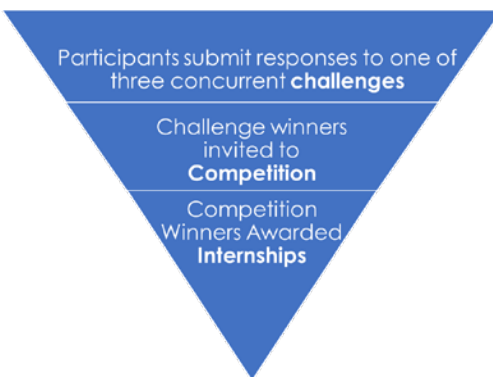 Participants submit responses to one of
three concurrent challenges
Challenge winners
invited to
Competition
Competition
Winners Awarded
Internships